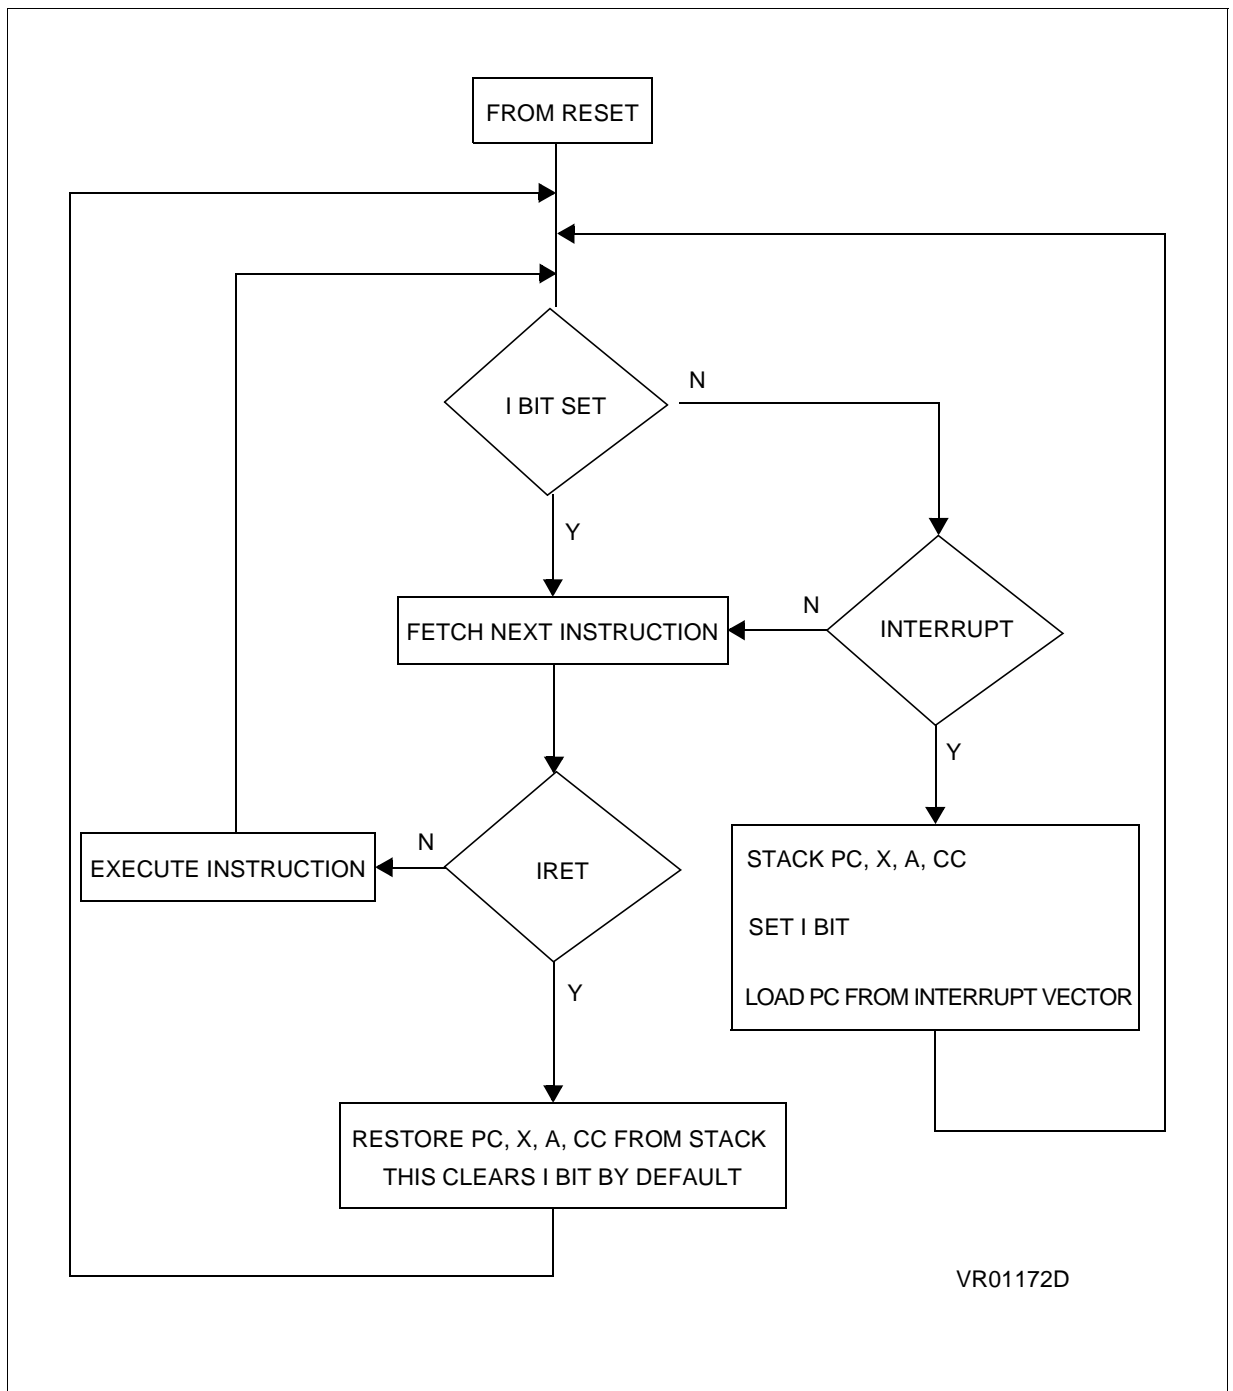 FROM RESET
I BIT SET
N
Y
FETCH NEXT INSTRUCTION
N
INTERRUPT
Y
EXECUTE INSTRUCTION
N
IRET
STACK PC, X, A, CC
SET I BIT
LOAD PC FROM INTERRUPT VECTOR
Y
RESTORE PC, X, A, CC FROM STACK
THIS CLEARS I BIT BY DEFAULT
VR01172D